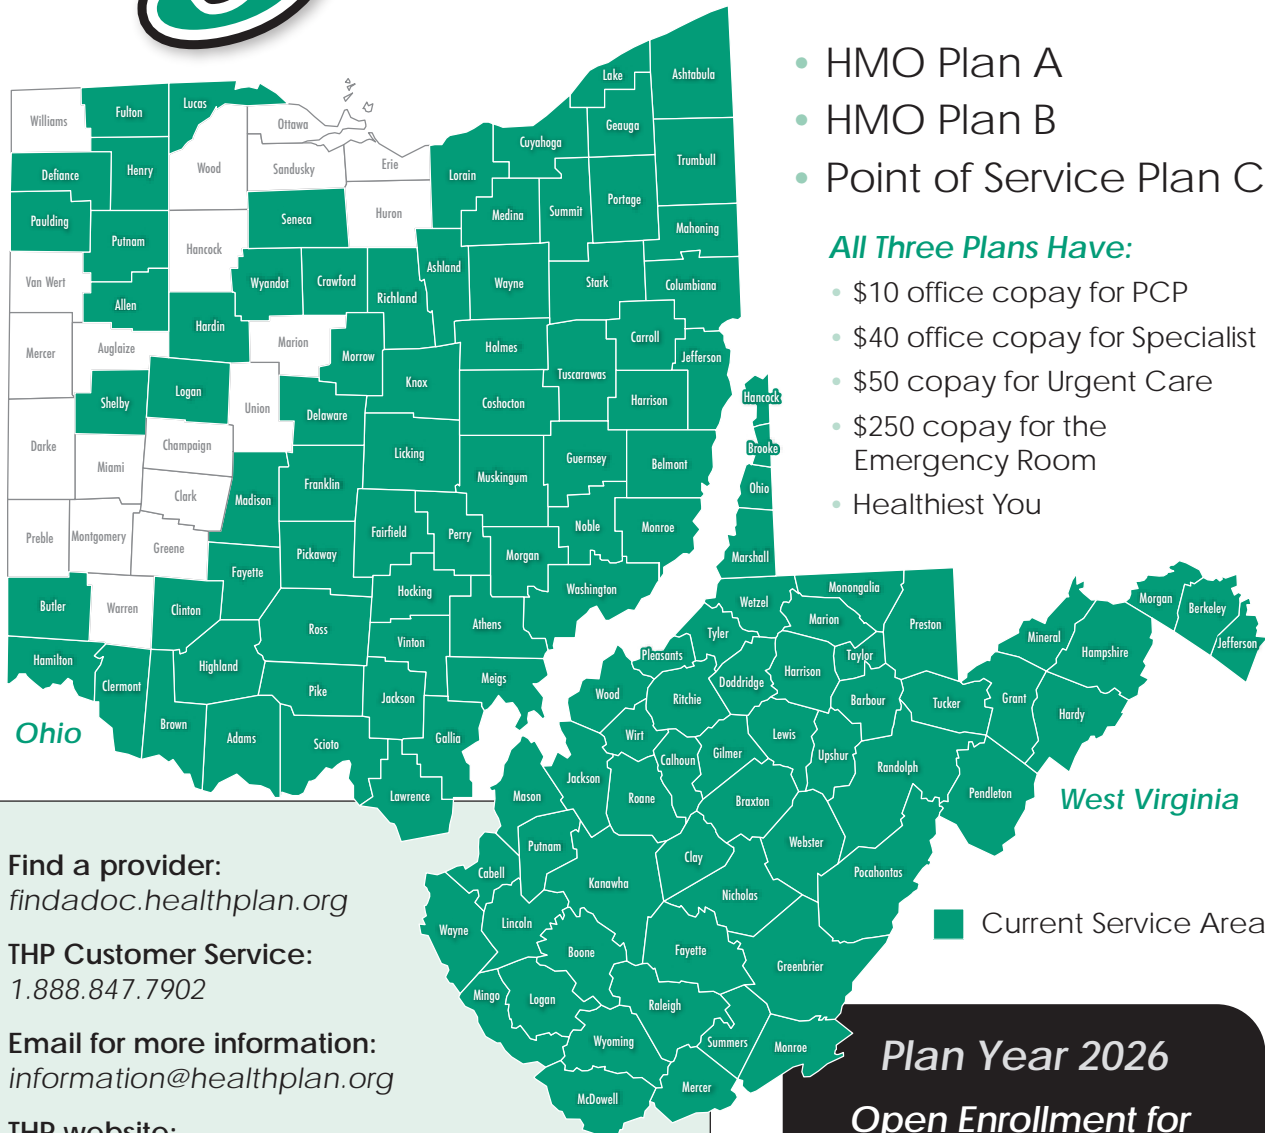 HMO Plan A
HMO Plan B
Point of Service Plan C
All Three Plans Have:
$10 office copay for PCP
$40 office copay for Specialist
$50 copay for Urgent Care
$250 copay for the
Emergency Room
Healthiest You
Williams
Fulton
Lucas
Ottawa
Wood
Sandusky
Erie
Defiance
Henry
Paulding
Putnam
Seneca
Huron
Hancock
Lorain
Cuyahoga
Lake
Geauga
Ashtabula
Trumbull
Medina
Summit
Portage
Mahoning
Van Wert
Allen
Wyandot
Crawford
Richland
Ashland
Wayne
Stark
Columbiana
Mercer
Auglaize
Hardin
Marion
Morrow
Knox
Holmes
Tuscarawas
Carroll
Jefferson
Shelby
Logan
Union
Delaware
Coshocton
Harrison
Darke
Miami
Champaign
Clark
Madison
Franklin
Licking
Muskingum
Guernsey
Belmont
Preble
Montgomery
Greene
Fayette
Pickaway
Fairfield
Perry
Morgan
Noble
Monroe
Butler
Warren
Clinton
Ross
Hocking
Vinton
Athens
Washington
Hamilton
Clermont
Highland
Pike
Jackson
Meigs
Brown
Adams
Scioto
Gallia
Lawrence
Ohio
Hancock
Brooke
Ohio
Marshall
Wetzel
Monongalia
Marion
Preston
Tyler
Pleasants
Doddridge
Harrison
Taylor
Barbour
Tucker
Mineral
Hampshire
Morgan
Berkeley
Jefferson
Grant
Hardy
Wood
Ritchie
Wirt
Calhoun
Gilmer
Lewis
Upshur
Randolph
Pendleton
Mason
Jackson
Roane
Braxton
Webster
Pocahontas
Putnam
Cabell
Kanawha
Clay
Nicholas
Wayne
Lincoln
Boone
Fayette
Greenbrier
Mingo
Logan
Raleigh
Wyoming
Summers
Monroe
McDowell
Mercer
West Virginia
Current Service Area
Find a provider:
findadoc.healthplan.org
THP Customer Service:
1.888.847.7902
Email for more information:
information@healthplan.org
THP website:
Plan Year 2026
Open Enrollment for